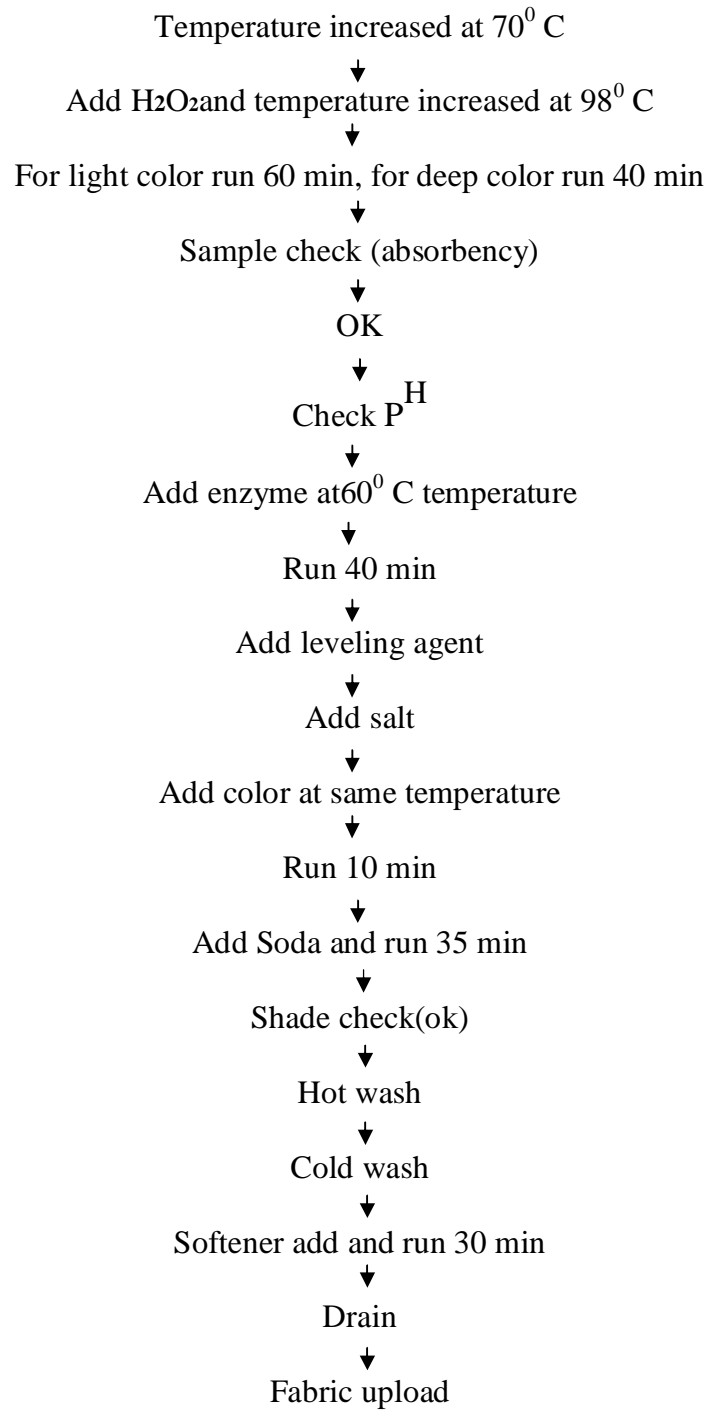 Temperature increased at 70⁰ C
Add H₂O₂and temperature increased at 98⁰ C
For light color run 60 min, for deep color run 40 min
Sample check (absorbency)
OK
Check Pᴴ
Add enzyme at60⁰ C temperature
Run 40 min
Add leveling agent
Add salt
Add color at same temperature
Run 10 min
Add Soda and run 35 min
Shade check(ok)
Hot wash
Cold wash
Softener add and run 30 min
Drain
Fabric upload